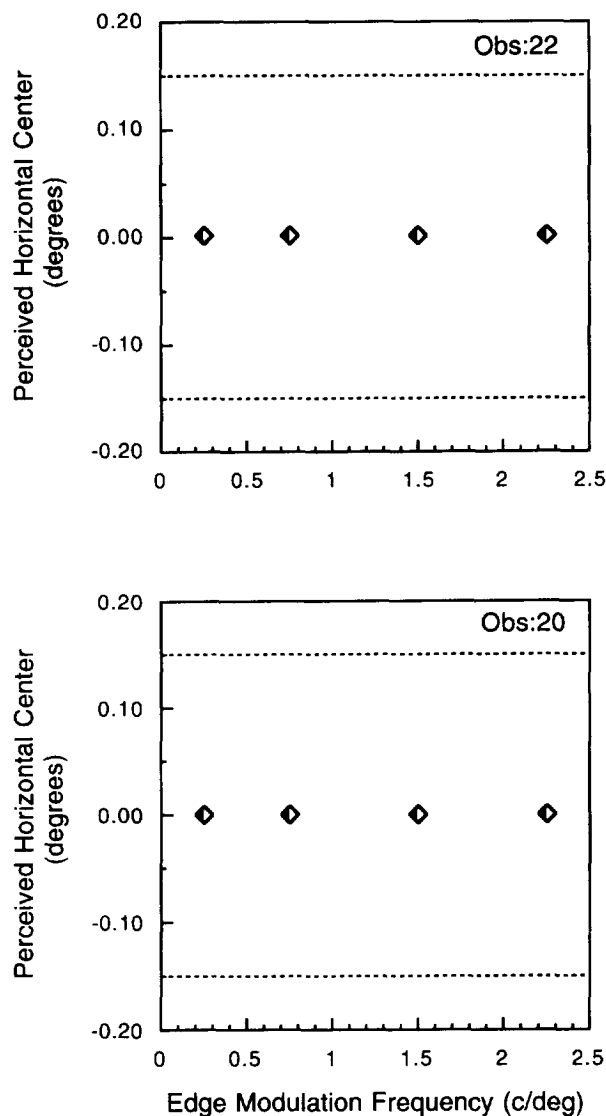 Obs:22
0.20
0.10
0.00
-0.10
-0.20
Perceived Horizontal Center
(degrees)
0 0.5 1 1.5 2 2.5
Obs:20
0.20
0.10
0.00
-0.10
-0.20
Perceived Horizontal Center
(degrees)
0 0.5 1 1.5 2 2.5
Edge Modulation Frequency (c/deg)